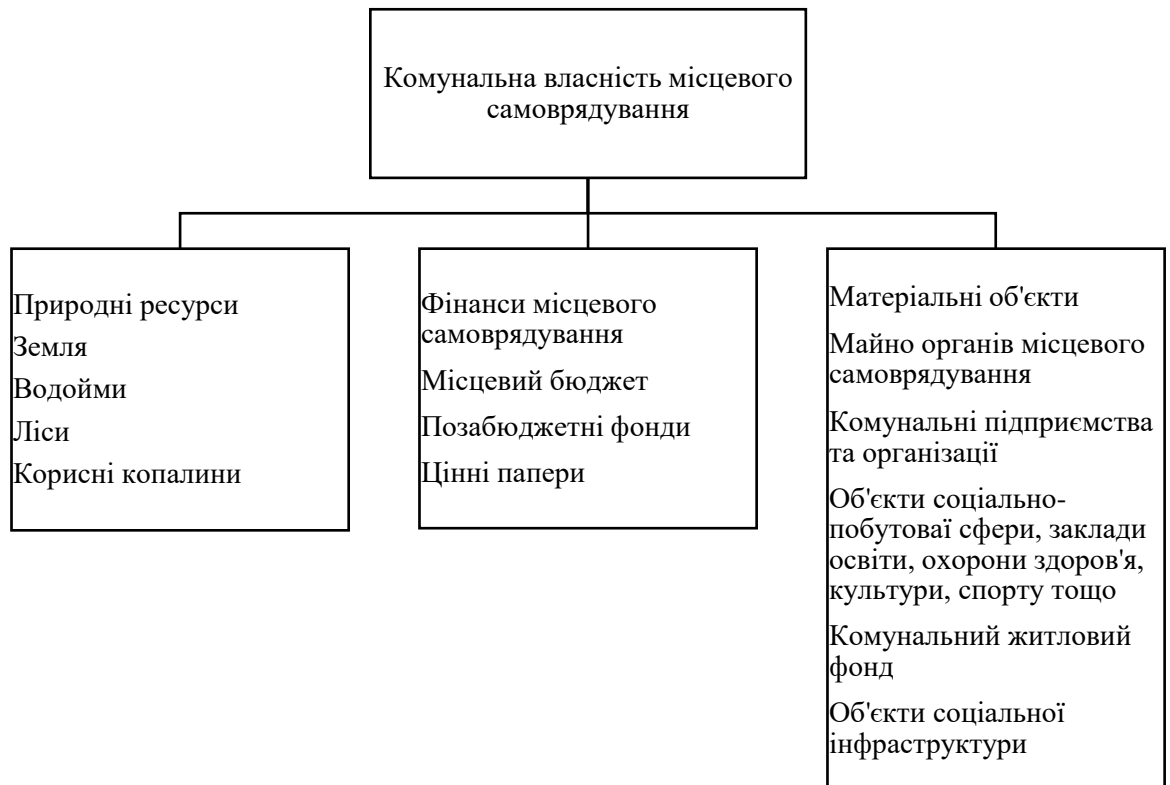 Комунальна власність місцевого
самоврядування
Природні ресурси
Земля
Водойми
Ліси
Корисні копалини
Фінанси місцевого
самоврядування
Місцевий бюджет
Позабюджетні фонди
Цінні папери
Матеріальні об'єкти
Майно органів місцевого
самоврядування
Комунальні підприємства
та організації
Об'єкти соціально-
побутоваї сфери, заклади
освіти, охорони здоров'я,
культури, спорту тощо
Комунальний житловий
фонд
Об'єкти соціальної
інфраструктури